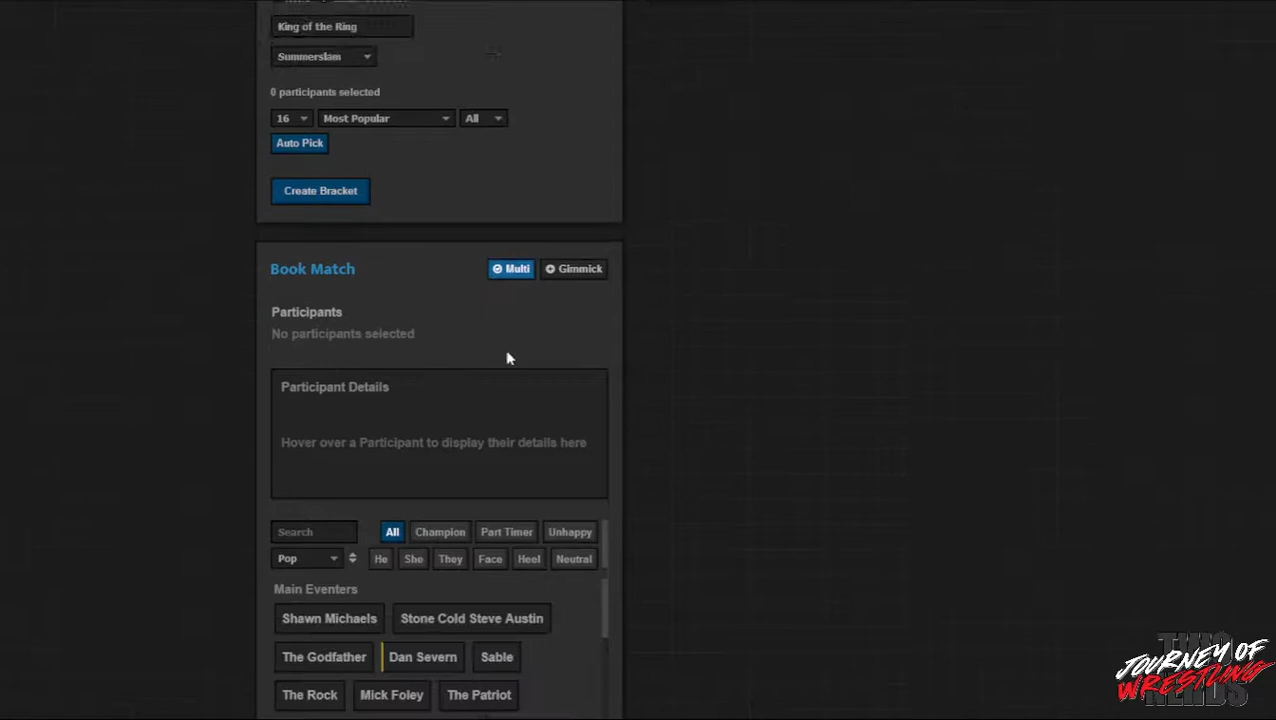 King of the Ring
Summerslam
0 participants selected
16 Most Popular All
Auto Pick
Create Bracket
Book Match Multi Gimmick
Participants
No participants selected
Participant Details
Hover over a Participant to display their details here
Search All Champion Part Timer Unhappy
Pop He She They Face Heel Neutral
Main Eventers
Shawn Michaels Stone Cold Steve Austin
The Godfather Dan Severn Sable
The Rock Mick Foley The Patriot
JOURNEY OF
WRESTLING